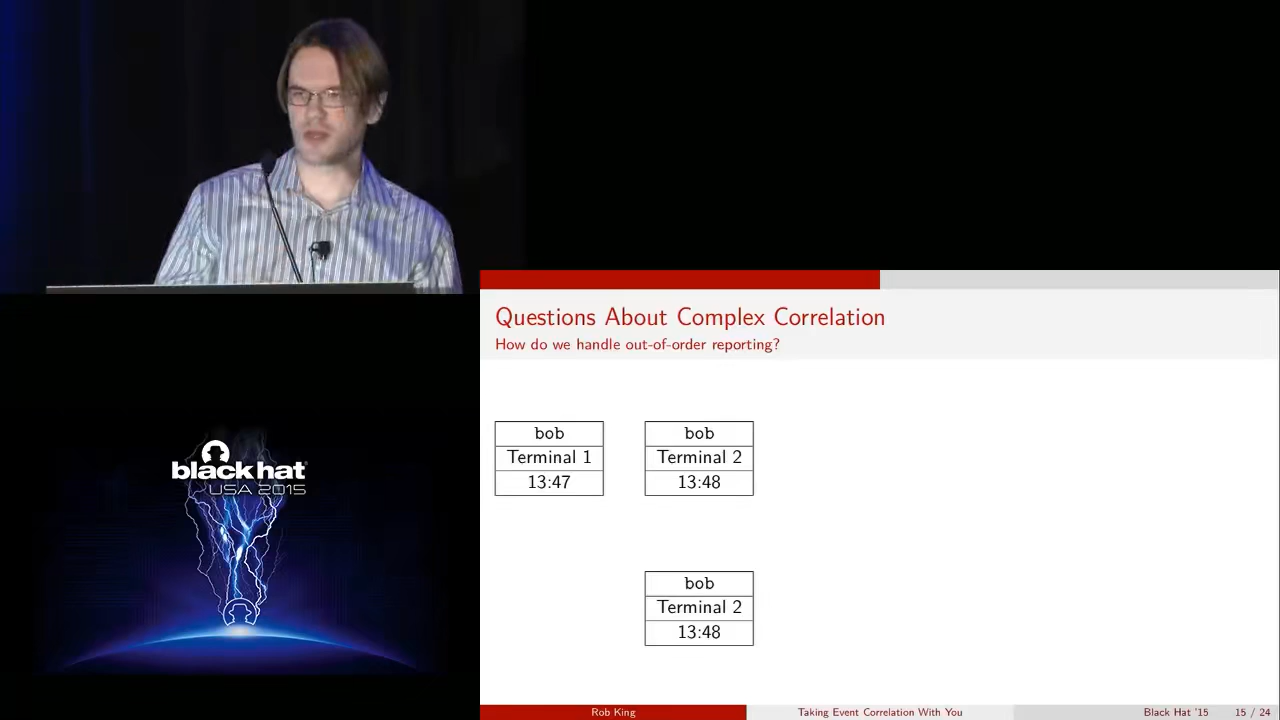 black hat
USA 2015
Questions About Complex Correlation
How do we handle out-of-order reporting?
bob
Terminal 1
13:47
bob
Terminal 2
13:48
bob
Terminal 2
13:48
Rob King
Taking Event Correlation With You
Black Hat '15
15 / 24